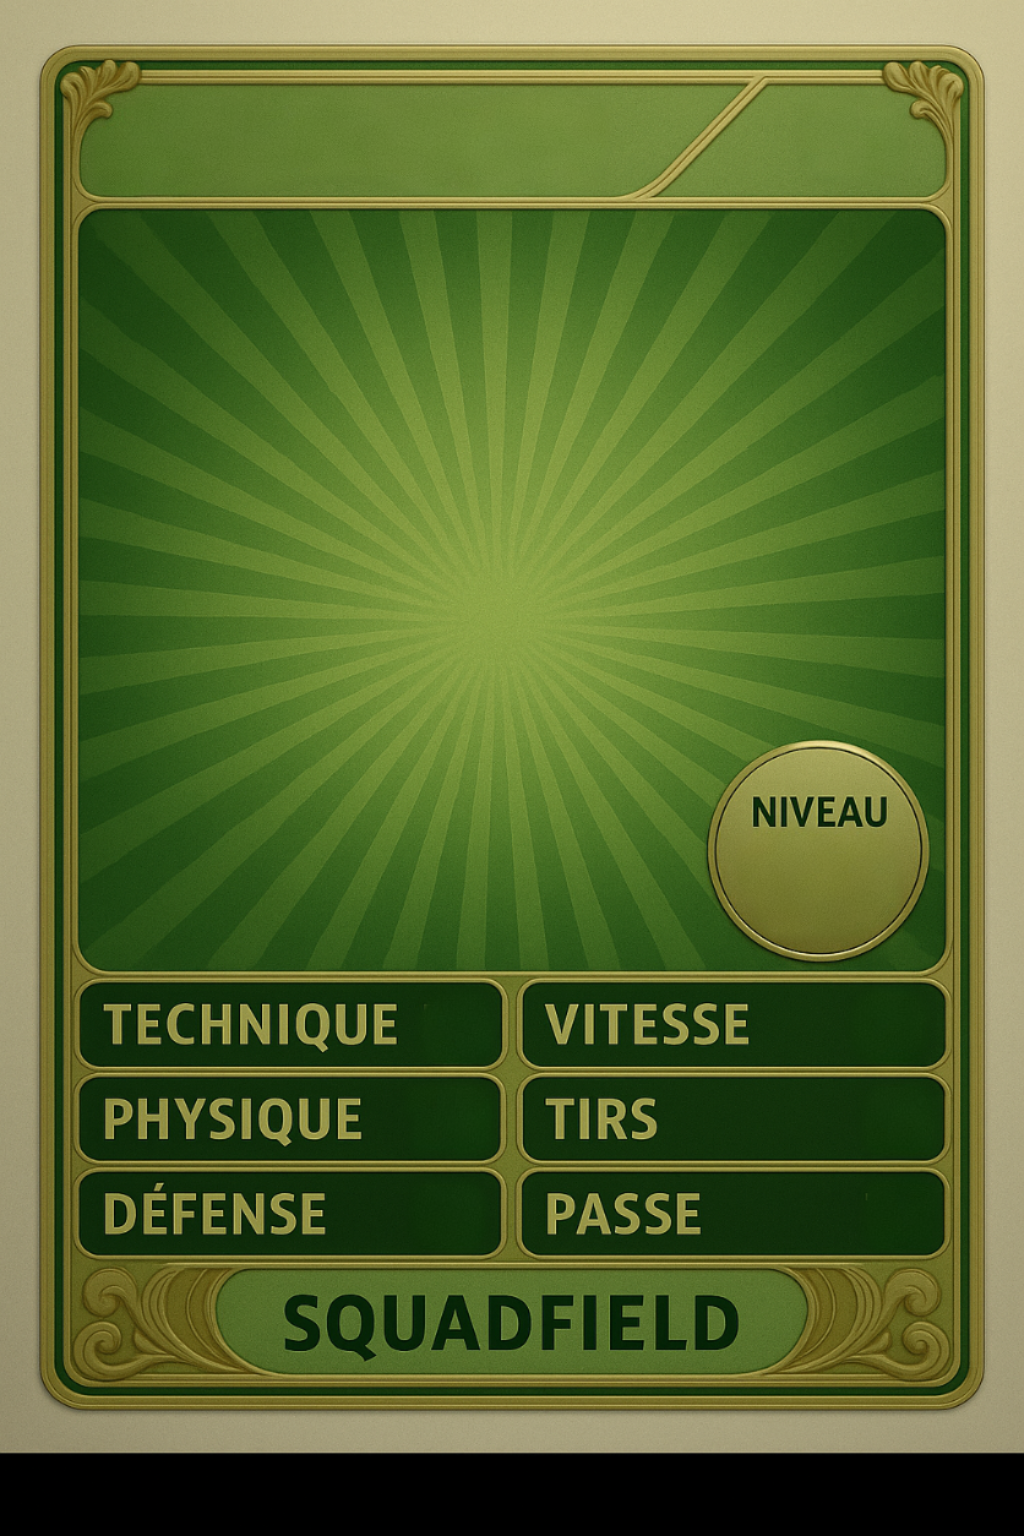 NIVEAU
TECHNIQUE
VITESSE
PHYSIQUE
TIRS
DÉFENSE
PASSE
SQUADFIELD